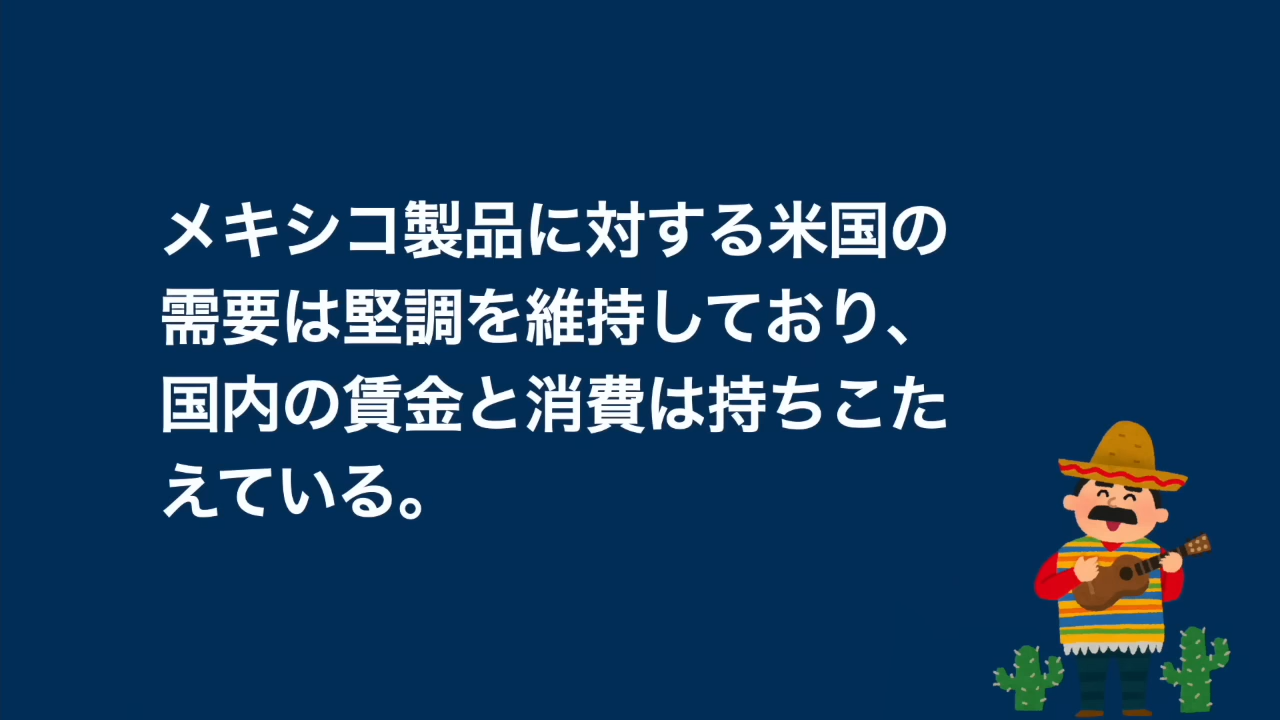 メキシコ製品に対する米国の
需要は堅調を維持しており、
国内の賃金と消費は持ちこた
えている。